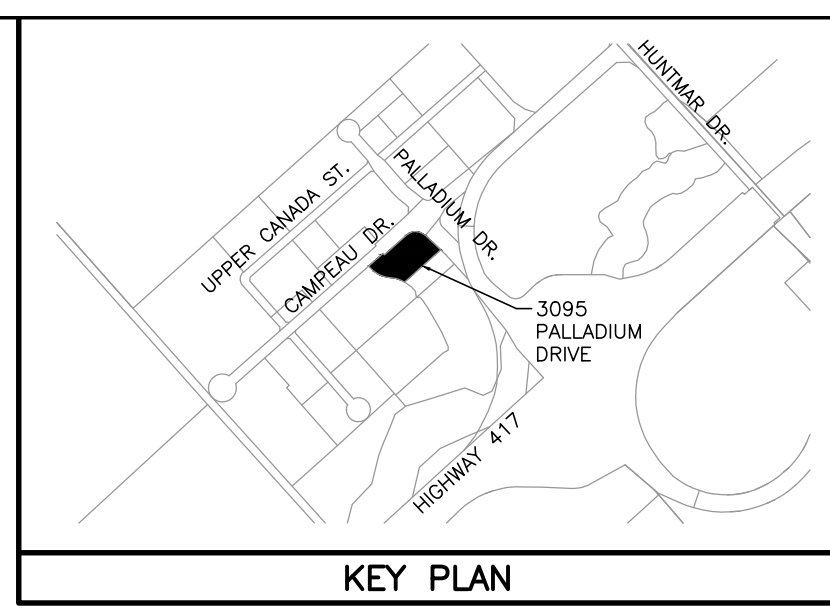 HUNTMAR DR.
PALLADIUM DR.
UPPER CANADA ST.
CAMPEAU DR.
3095
PALLADIUM
DRIVE
HIGHWAY 417
KEY PLAN